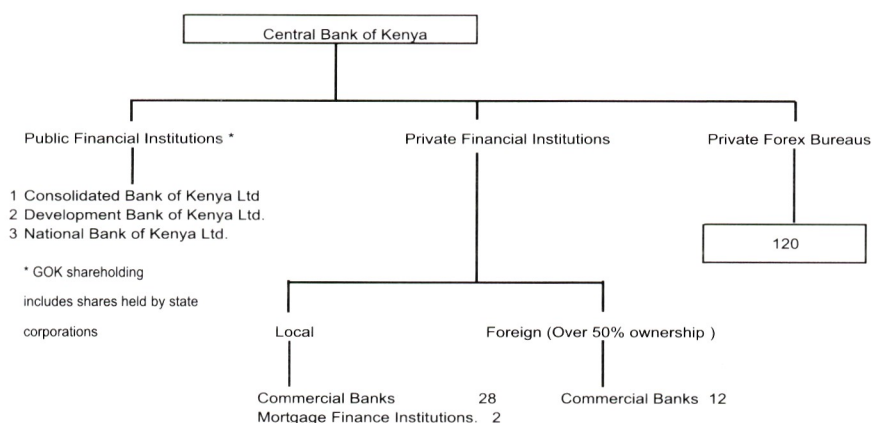 Central Bank of Kenya
Public Financial Institutions *
Private Financial Institutions
Private Forex Bureaus
1 Consolidated Bank of Kenya Ltd
2 Development Bank of Kenya Ltd.
3 National Bank of Kenya Ltd.
* GOK shareholding
includes shares held by state
corporations
120
Local
Foreign (Over 50% ownership )
Commercial Banks 28
Mortgage Finance Institutions. 2
Commercial Banks 12